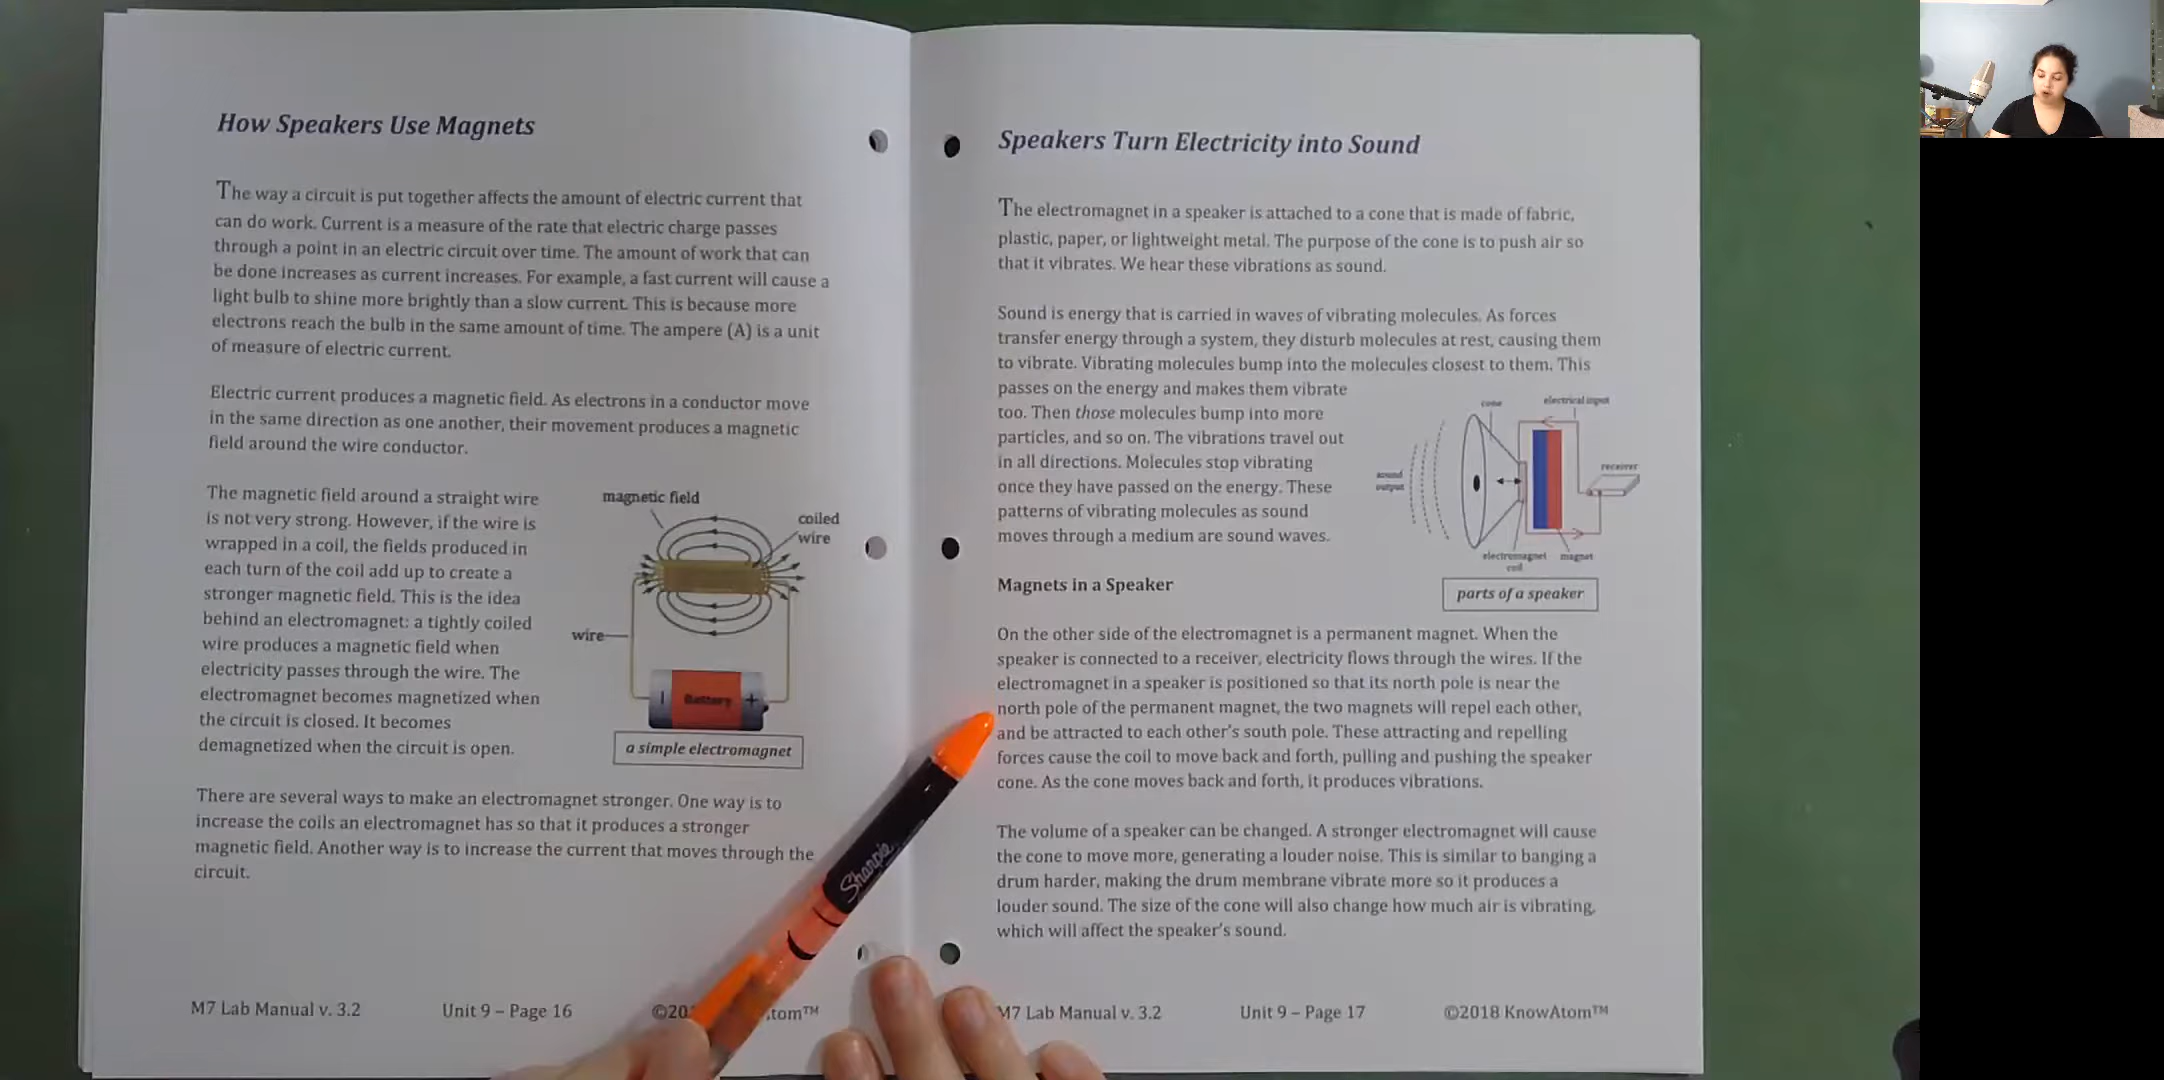 How Speakers Use Magnets
The way a circuit is put together affects the amount of electric current that
can do work. Current is a measure of the rate that electric charge passes
through a point in an electric circuit over time. The amount of work that can
be done increases as current increases. For example, a fast current will cause a
light bulb to shine more brightly than a slow current. This is because more
electrons reach the bulb in the same amount of time. The ampere (A) is a unit
of measure of electric current.
Electric current produces a magnetic field. As electrons in a conductor move
in the same direction as one another, their movement produces a magnetic
field around the wire conductor.
The magnetic field around a straight wire
is not very strong. However, if the wire is
wrapped in a coil, the fields produced in
each turn of the coil add up to create a
stronger magnetic field. This is the idea
behind an electromagnet: a tightly coiled
wire produces a magnetic field when
electricity passes through the wire. The
electromagnet becomes magnetized when
the circuit is closed. It becomes
demagnetized when the circuit is open.
magnetic field
coiled
wire
wire
Battery
a simple electromagnet
There are several ways to make an electromagnet stronger. One way is to
increase the coils an electromagnet has so that it produces a stronger
magnetic field. Another way is to increase the current that moves through the
circuit.
M7 Lab Manual v. 3.2 Unit 9 – Page 16 ©20 .tom™
Speakers Turn Electricity into Sound
The electromagnet in a speaker is attached to a cone that is made of fabric,
plastic, paper, or lightweight metal. The purpose of the cone is to push air so
that it vibrates. We hear these vibrations as sound.
Sound is energy that is carried in waves of vibrating molecules. As forces
transfer energy through a system, they disturb molecules at rest, causing them
to vibrate. Vibrating molecules bump into the molecules closest to them. This
passes on the energy and makes them vibrate
too. Then those molecules bump into more
particles, and so on. The vibrations travel out
in all directions. Molecules stop vibrating
once they have passed on the energy. These
patterns of vibrating molecules as sound
moves through a medium are sound waves.
cone
electrical input
sound
output
receiver
electromagnet
coil
magnet
parts of a speaker
Magnets in a Speaker
On the other side of the electromagnet is a permanent magnet. When the
speaker is connected to a receiver, electricity flows through the wires. If the
electromagnet in a speaker is positioned so that its north pole is near the
north pole of the permanent magnet, the two magnets will repel each other,
and be attracted to each other's south pole. These attracting and repelling
forces cause the coil to move back and forth, pulling and pushing the speaker
cone. As the cone moves back and forth, it produces vibrations.
The volume of a speaker can be changed. A stronger electromagnet will cause
the cone to move more, generating a louder noise. This is similar to banging a
drum harder, making the drum membrane vibrate more so it produces a
louder sound. The size of the cone will also change how much air is vibrating,
which will affect the speaker's sound.
M7 Lab Manual v. 3.2 Unit 9 – Page 17 ©2018 KnowAtom™
Sharpie